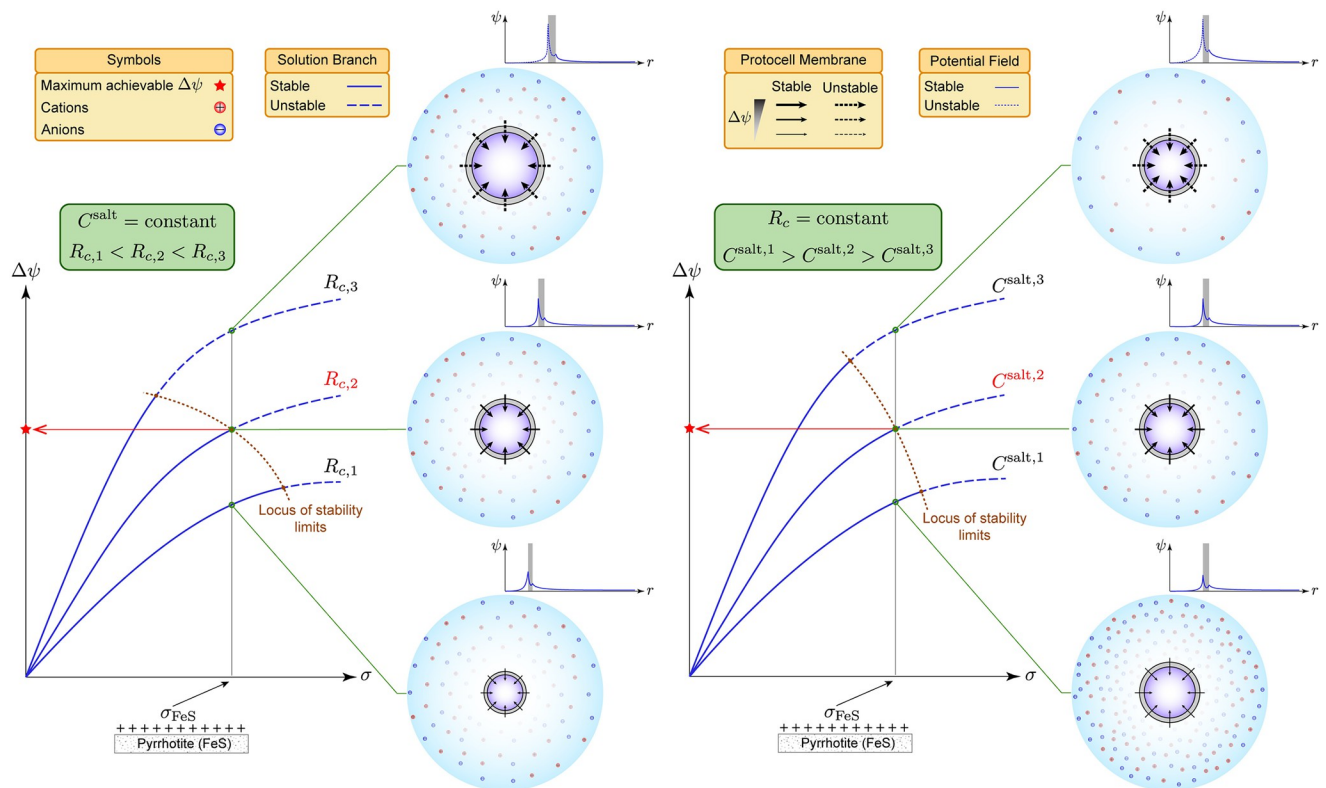 Symbols
Maximum achievable Δψ
Cations
Anions
Solution Branch
Stable
Unstable
C^salt = constant
R_c,1 < R_c,2 < R_c,3
Δψ
R_c,3
R_c,2
R_c,1
Locus of stability
limits
σ
σ_FeS
+ + + + + + + + + +
Pyrrhotite (FeS)
ψ
r
ψ
r
ψ
r
Protocell Membrane
Stable Unstable
Δψ
Potential Field
Stable
Unstable
R_c = constant
C^salt,1 > C^salt,2 > C^salt,3
Δψ
C^salt,3
C^salt,2
C^salt,1
Locus of stability
limits
σ
σ_FeS
+ + + + + + + + + +
Pyrrhotite (FeS)
ψ
r
ψ
r
ψ
r